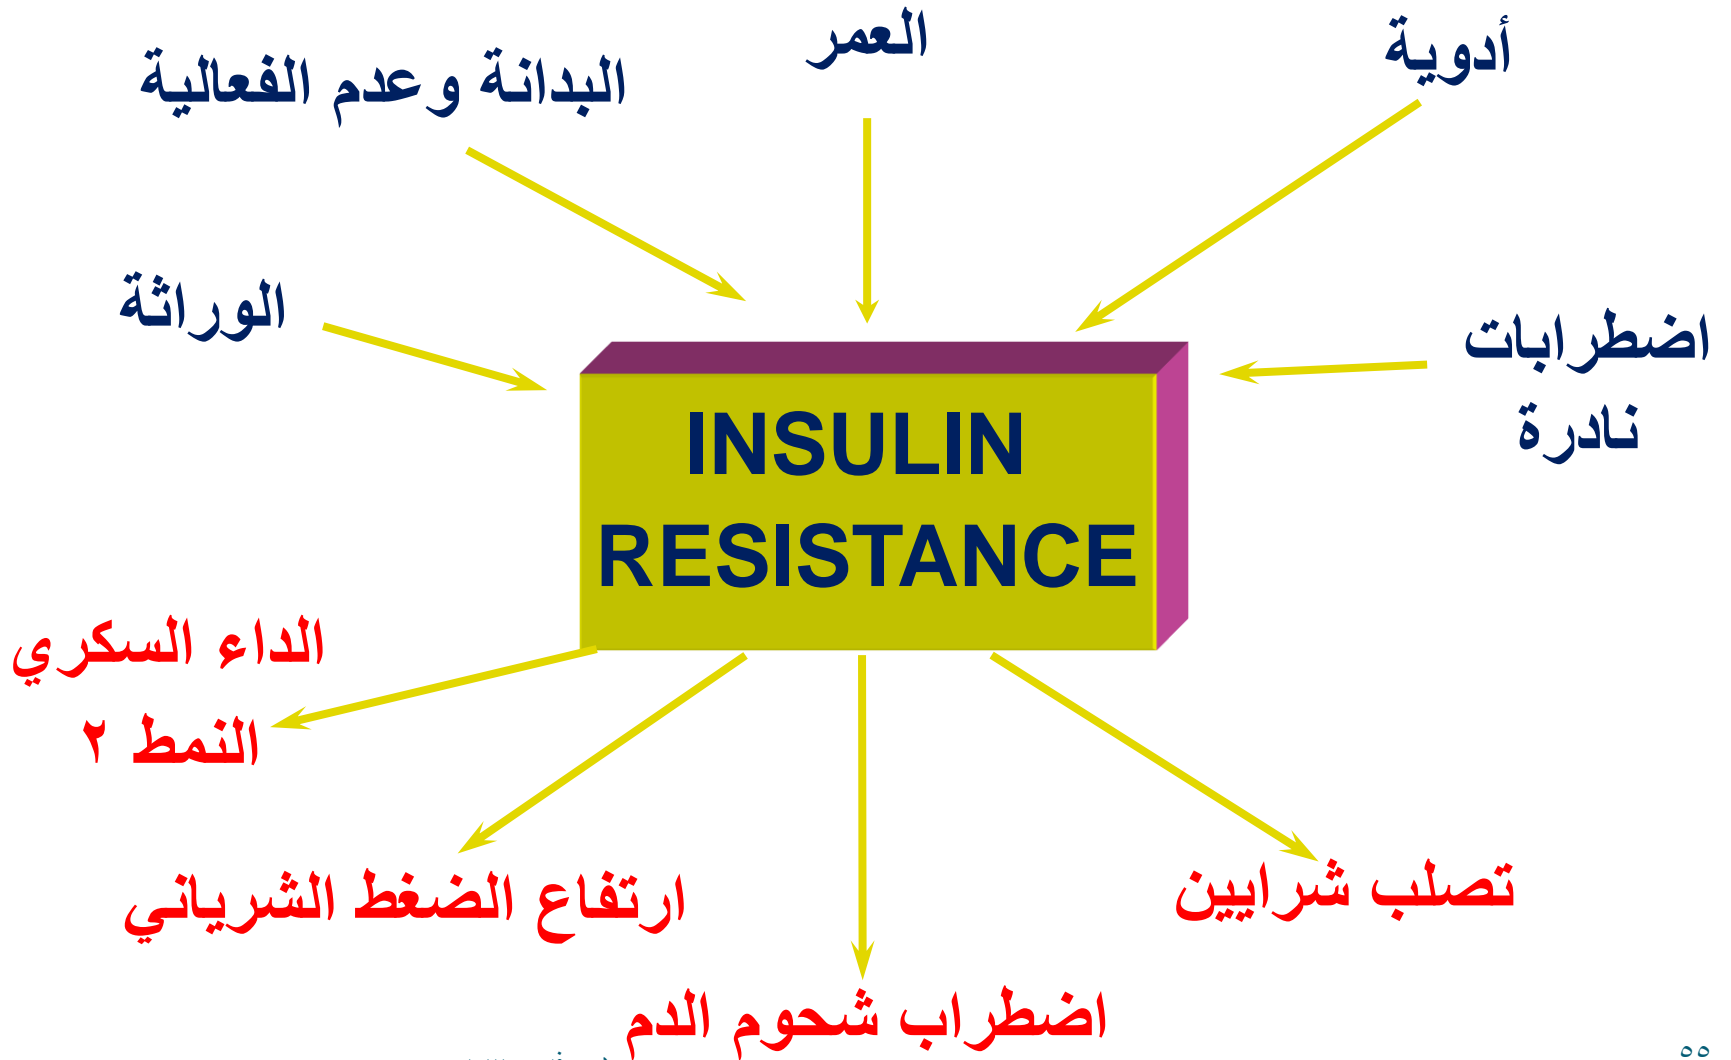 أدوية
العمر
البدانة وعدم الفعالية
الوراثة
اضطرابات
نادرة
INSULIN
RESISTANCE
الداء السكري
النمط ٢
ارتفاع الضغط الشرياني
تصلب شرايين
اضطراب شحوم الدم
٥٥